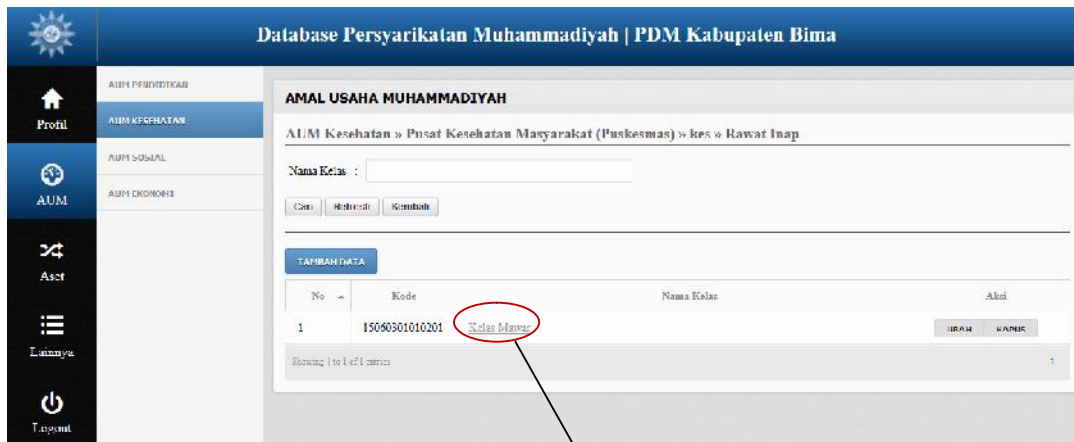 Database Persyarikatan Muhammadiyah | PDM Kabupaten Bima
Profil
AUM
Aset
Lainnya
Logout
AUM PENDIDIKAN
AUM KESEHATAN
AUM SOSIAL
AUM EKONOMI
AMAL USAHA MUHAMMADIYAH
AUM Kesehatan » Pusat Kesehatan Masyarakat (Puskesmas) » kes » Rawat Inap
Nama Kelas :
Cari Refresh Kembali
TAMBAH DATA
No Kode Nama Kelas Aksi
1 15060301010201 Kelas Mawar UBAH HAPUS
Showing 1 to 1 of 1 entries 1